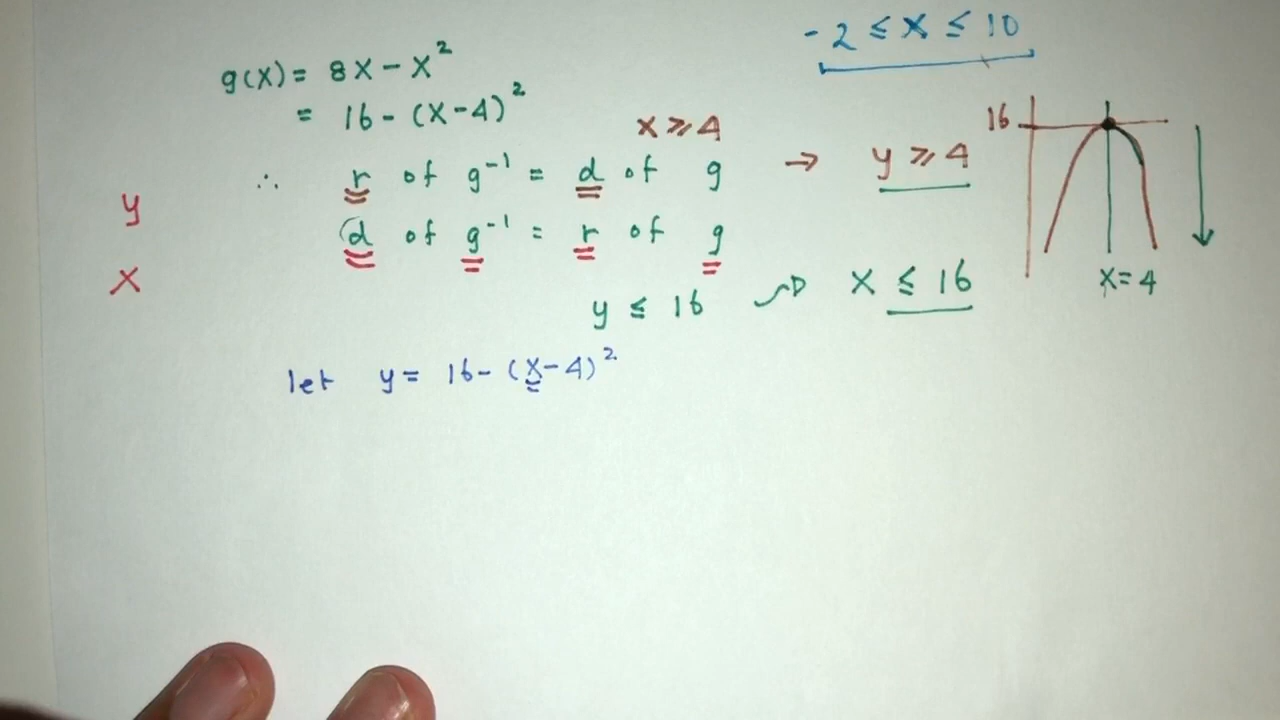 -2 ≤ x ≤ 10
g(x) = 8x - x²
= 16 - (x-4)²
x ≥ 4
16
∴ r of g⁻¹ = d of g → y ≥ 4
y
d of g⁻¹ = r of g
x
x = 4
y ≤ 16 → x ≤ 16
let y = 16 - (x-4)²